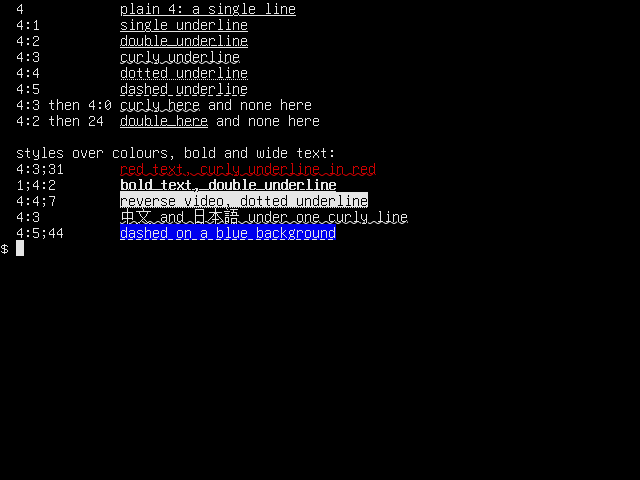 4 plain 4: a single line
4:1 single underline
4:2 double underline
4:3 curly underline
4:4 dotted underline
4:5 dashed underline
4:3 then 4:0 curly here and none here
4:2 then 24 double here and none here
styles over colours, bold and wide text:
4:3;31 red text, curly underline in red
1;4:2 bold text, double underline
4:4;7 reverse video, dotted underline
4:3 中文 and 日本語 under one curly line
4:5;44 dashed on a blue background
$